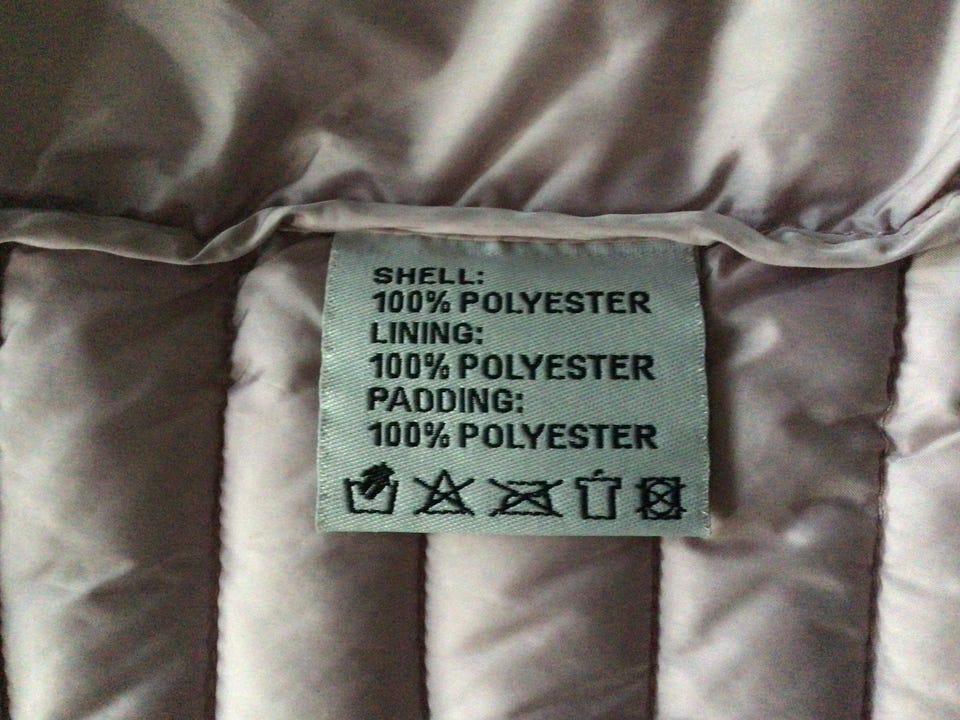 SHELL:
100% POLYESTER
LINING:
100% POLYESTER
PADDING:
100% POLYESTER